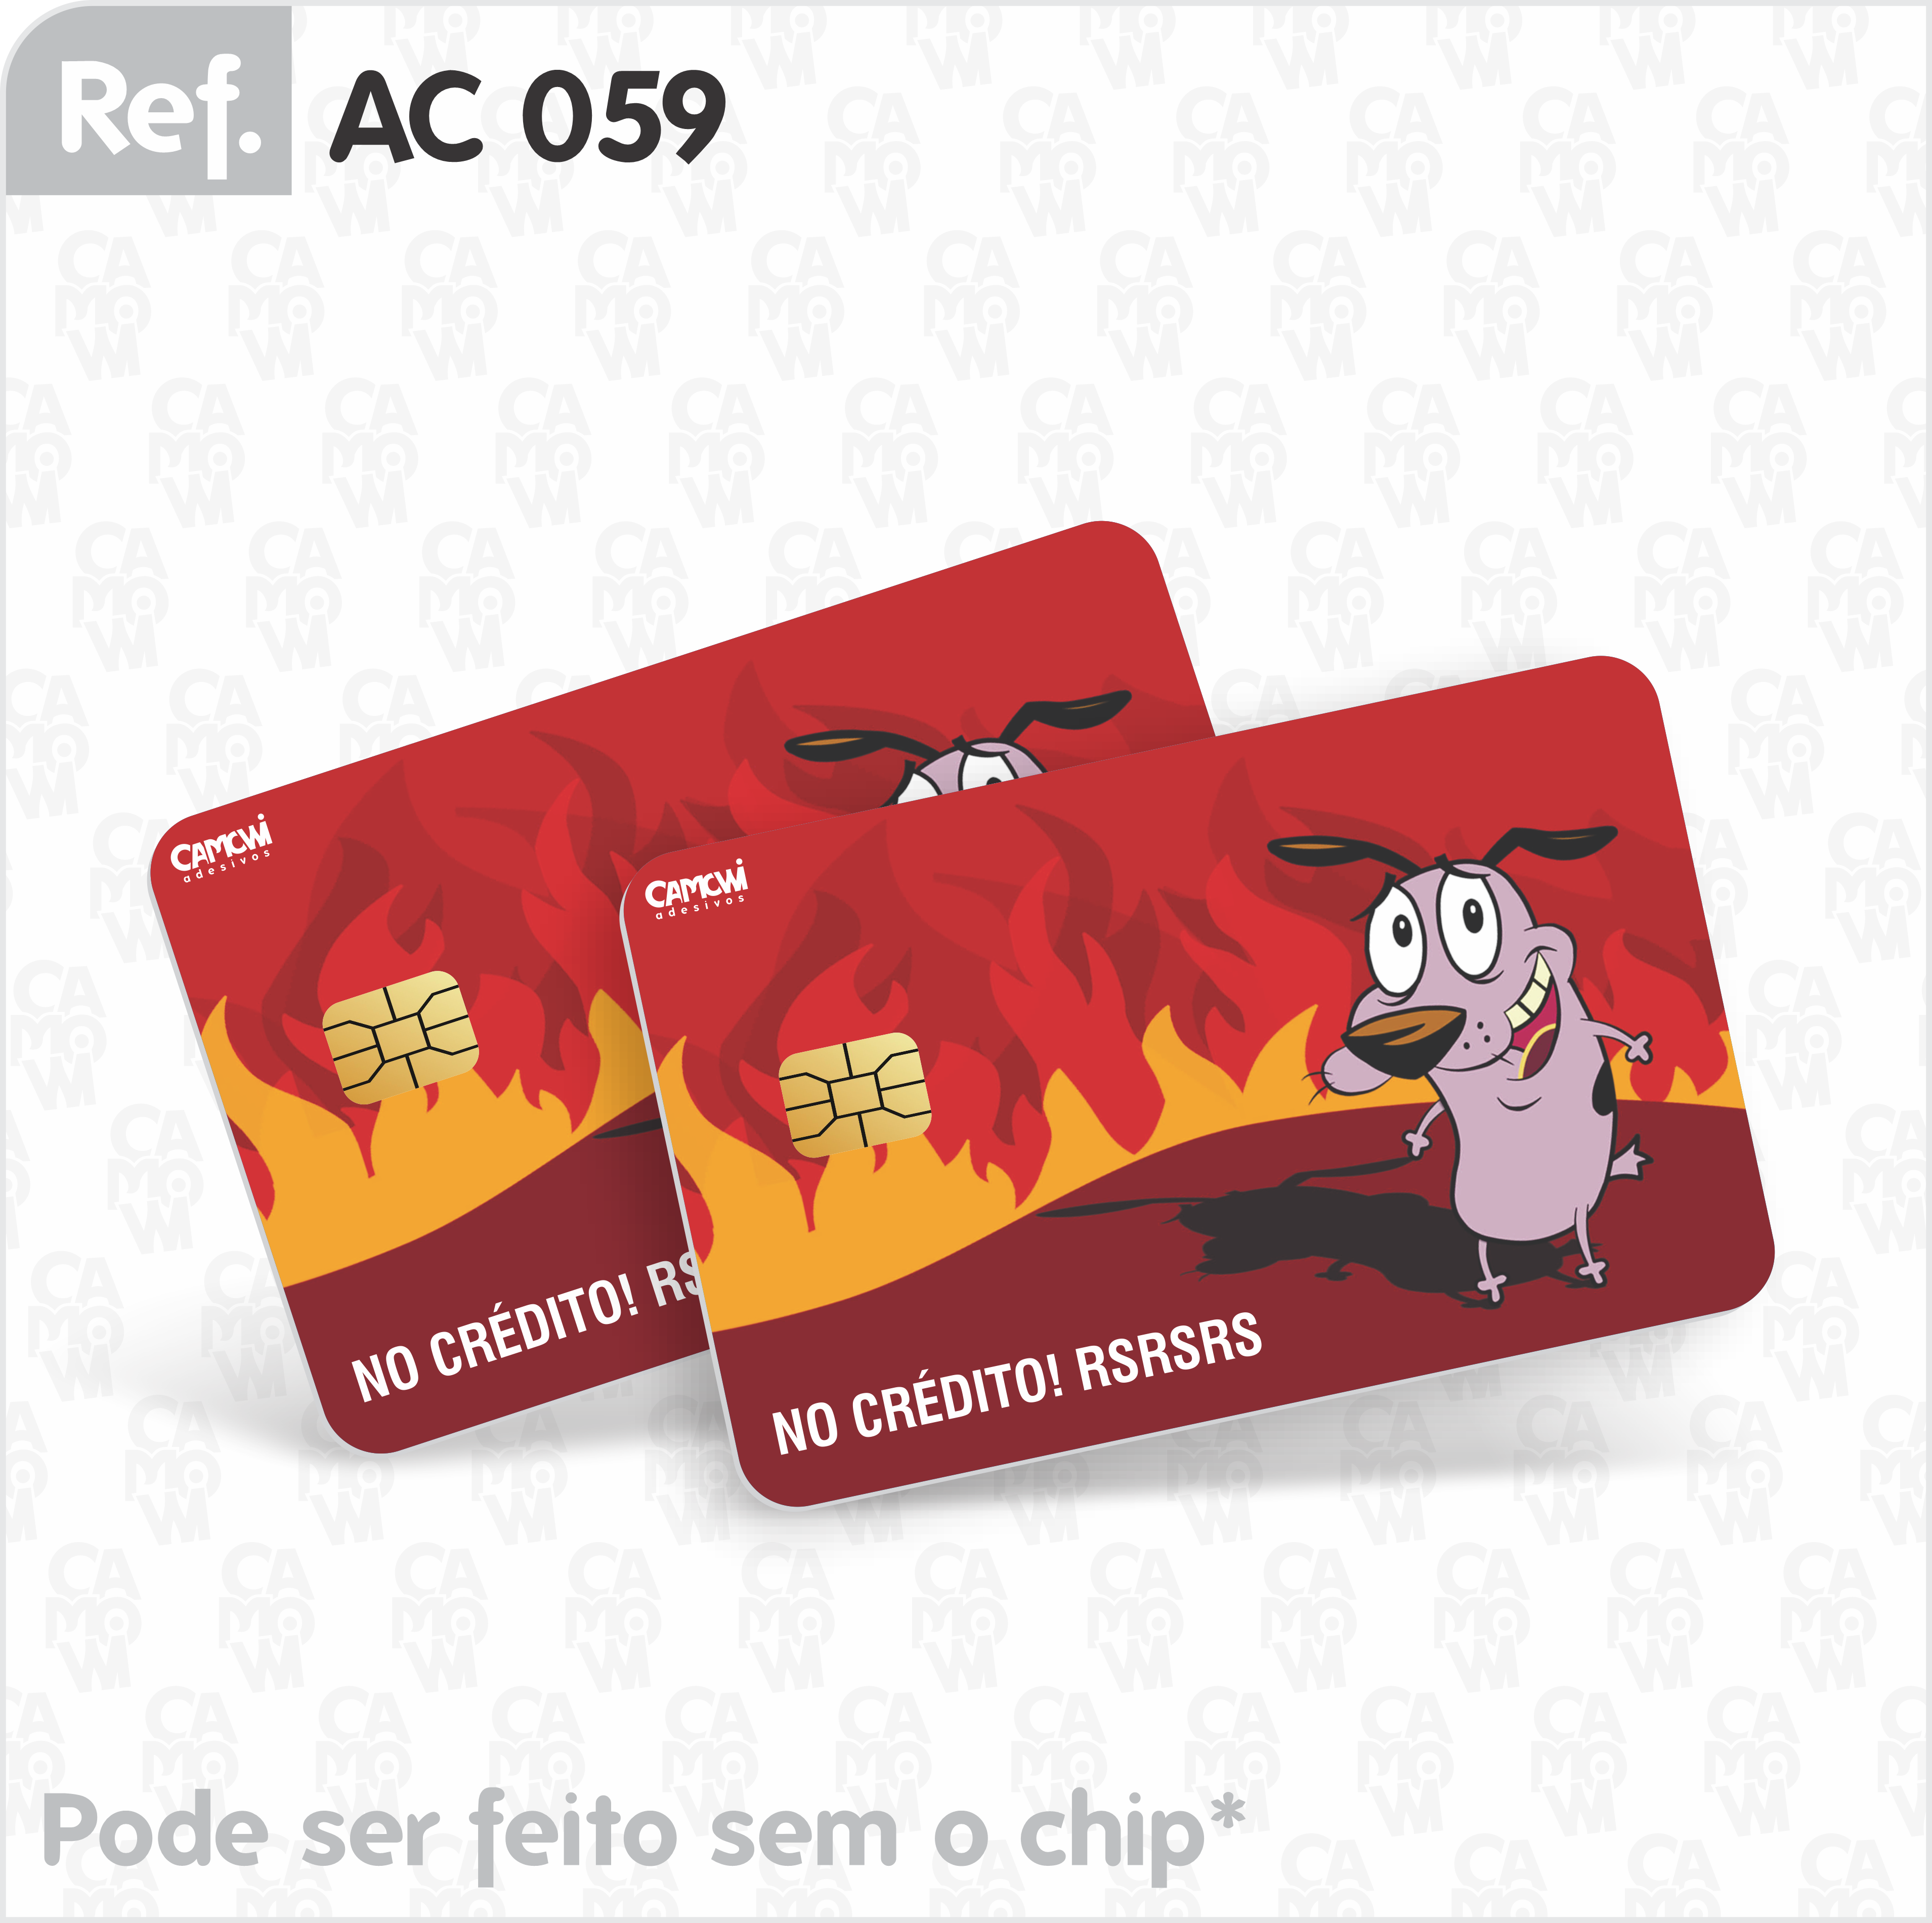 Ref.
AC 059
CAMOWI
adesivos
CAMOWI
adesivos
NO CRÉDITO! RS
NO CRÉDITO! RSRSRS
Pode ser feito sem o chip*